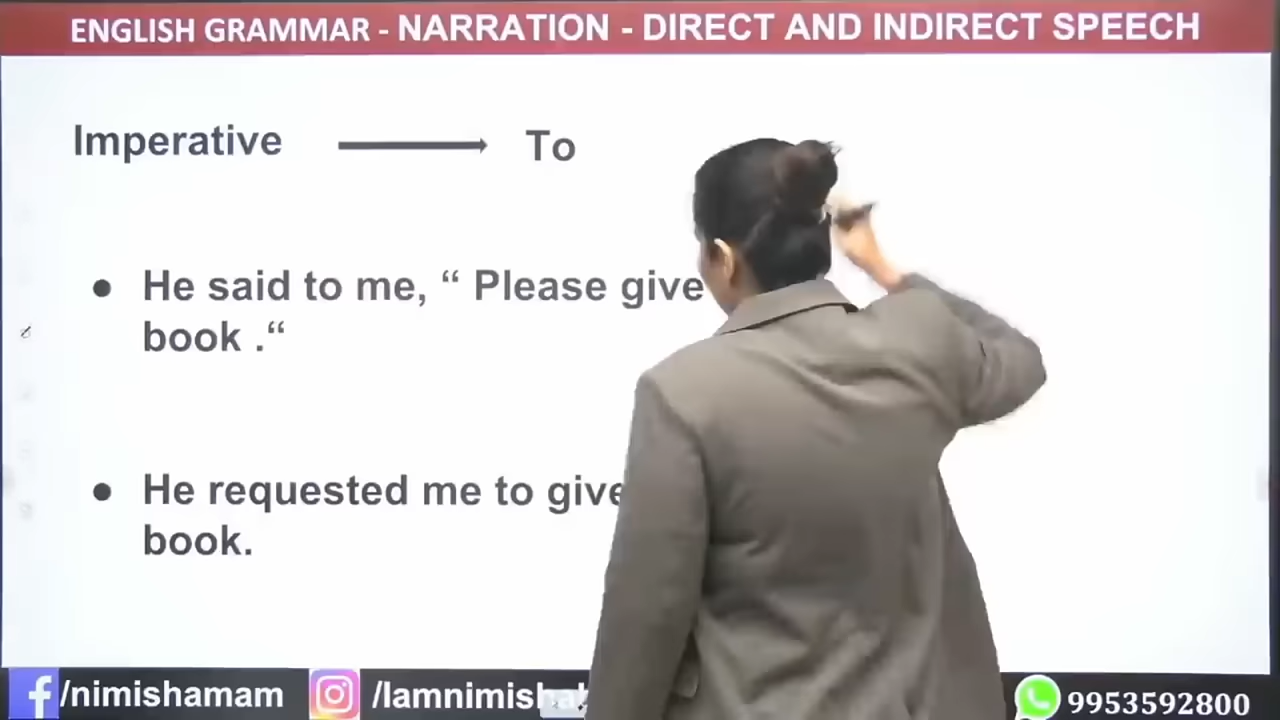 ENGLISH GRAMMAR - NARRATION - DIRECT AND INDIRECT SPEECH
Imperative To
● He said to me, “ Please give
book .“
● He requested me to give
book.
/nimishamam
9953592800